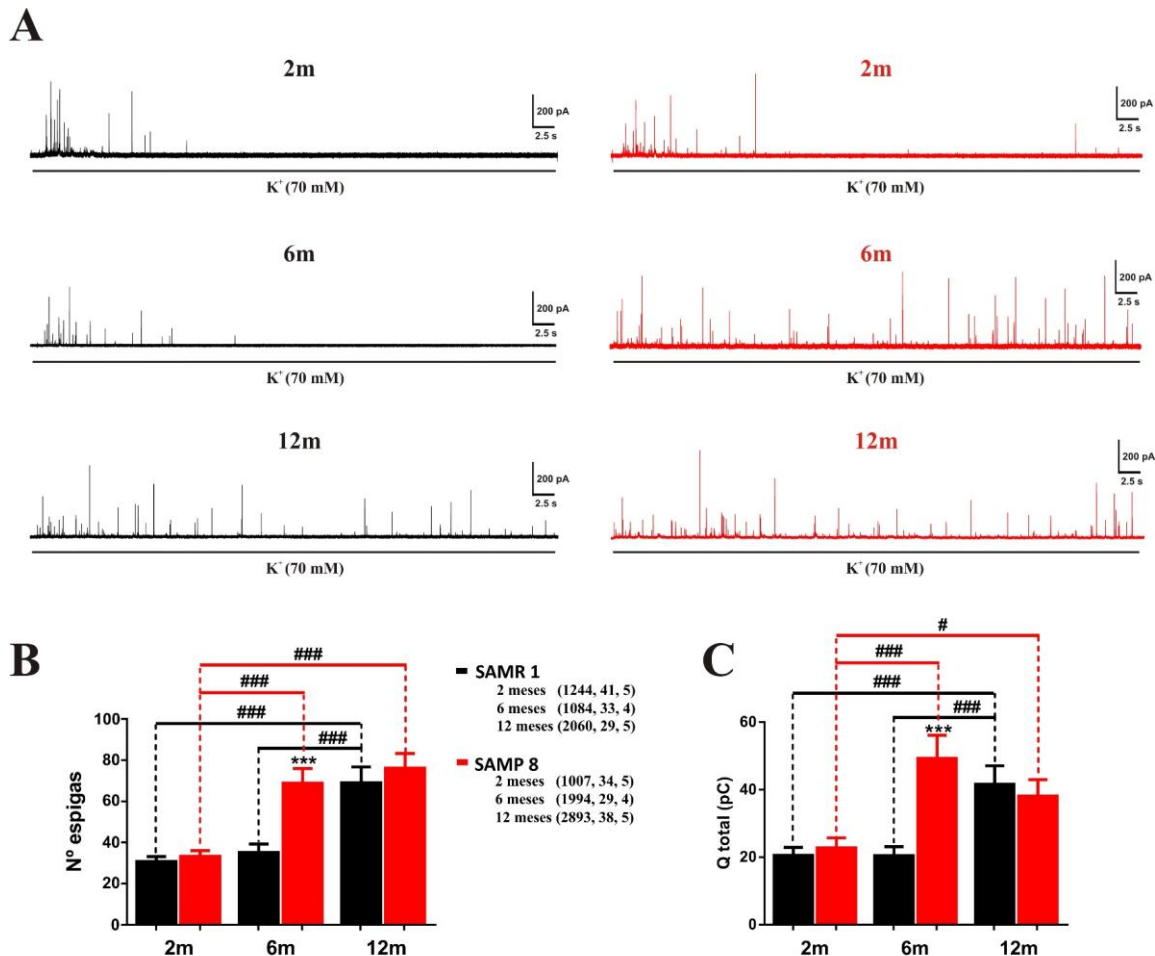 A
2m
200 pA
2.5 s
K⁺ (70 mM)
2m
200 pA
2.5 s
K⁺ (70 mM)
6m
200 pA
2.5 s
K⁺ (70 mM)
6m
200 pA
2.5 s
K⁺ (70 mM)
12m
200 pA
2.5 s
K⁺ (70 mM)
12m
200 pA
2.5 s
K⁺ (70 mM)
B
###
###
###
###
***
Nº espigas
100
80
60
40
20
0
2m 6m 12m
SAMR 1
2 meses (1244, 41, 5)
6 meses (1084, 33, 4)
12 meses (2060, 29, 5)
SAMP 8
2 meses (1007, 34, 5)
6 meses (1994, 29, 4)
12 meses (2893, 38, 5)
C
#
###
###
###
***
Q total (pC)
60
40
20
0
2m 6m 12m